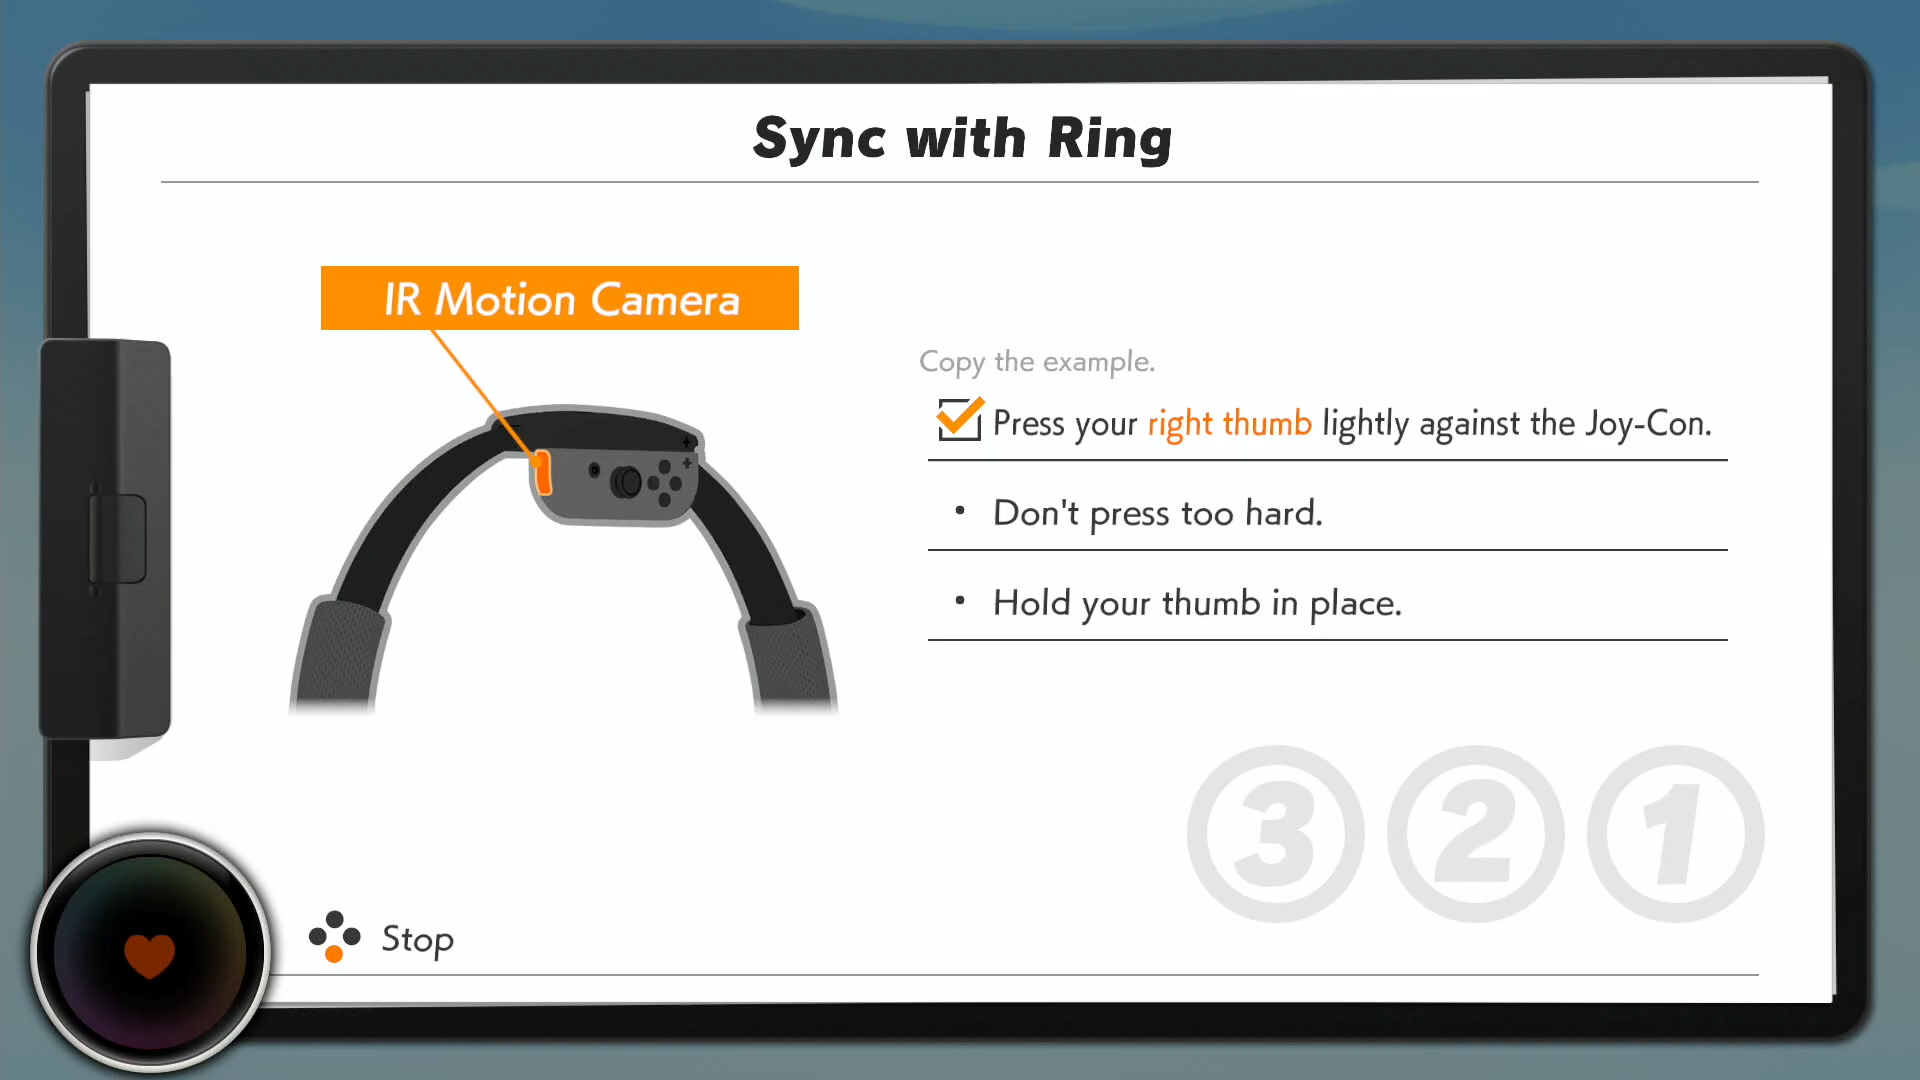 Sync with Ring
IR Motion Camera
Copy the example.
Press your right thumb lightly against the Joy-Con.
• Don't press too hard.
• Hold your thumb in place.
3 2 1
Stop